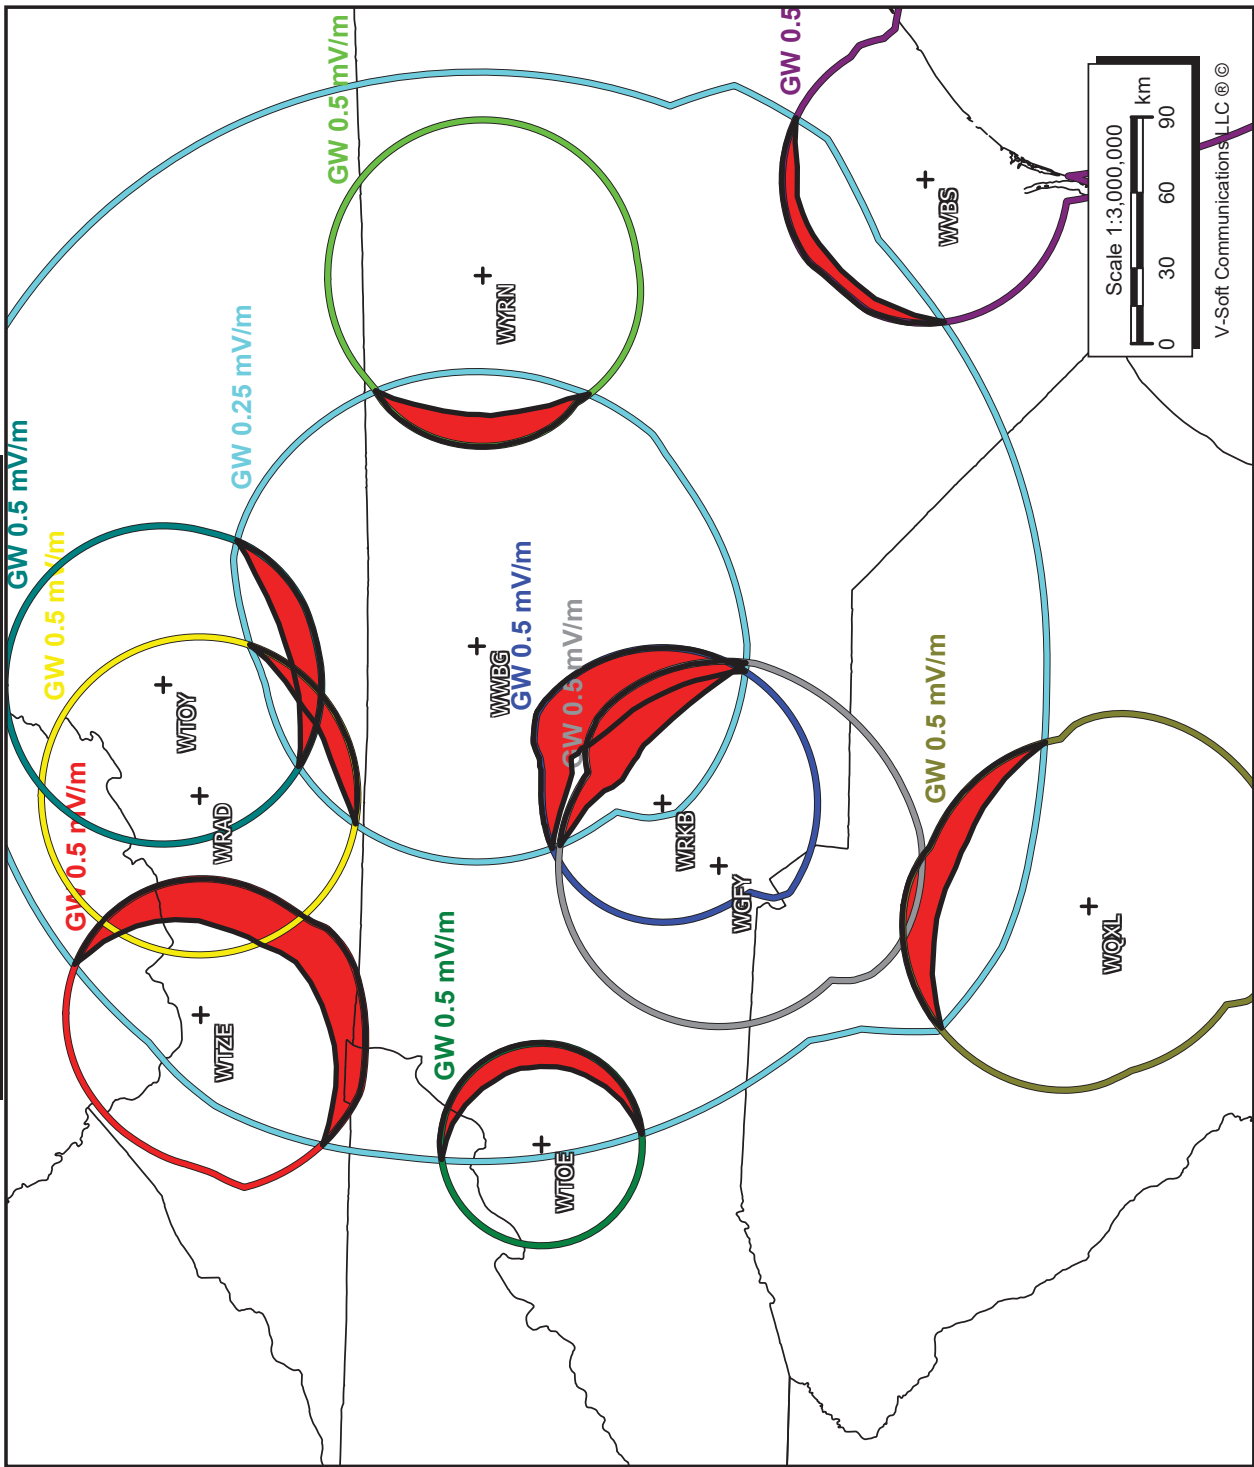 GW 0.5 mV/m
GW 0.5 mV/m
GW 0.5 mV/m
GW 0.5 mV/m
GW 0.25 mV/m
GW 0.5 mV/m
GW 0.5 mV/m
GW 0.5 mV/m
GW 0.5 mV/m
GW 0.5 mV/m
GW 0.5
WTOY
WRAD
WTZE
WYRN
WWBG
WTOE
WRKB
WGFY
WVBS
WQXL
Scale 1:3,000,000
0 30 60 90
km
V-Soft Communications LLC ® ©